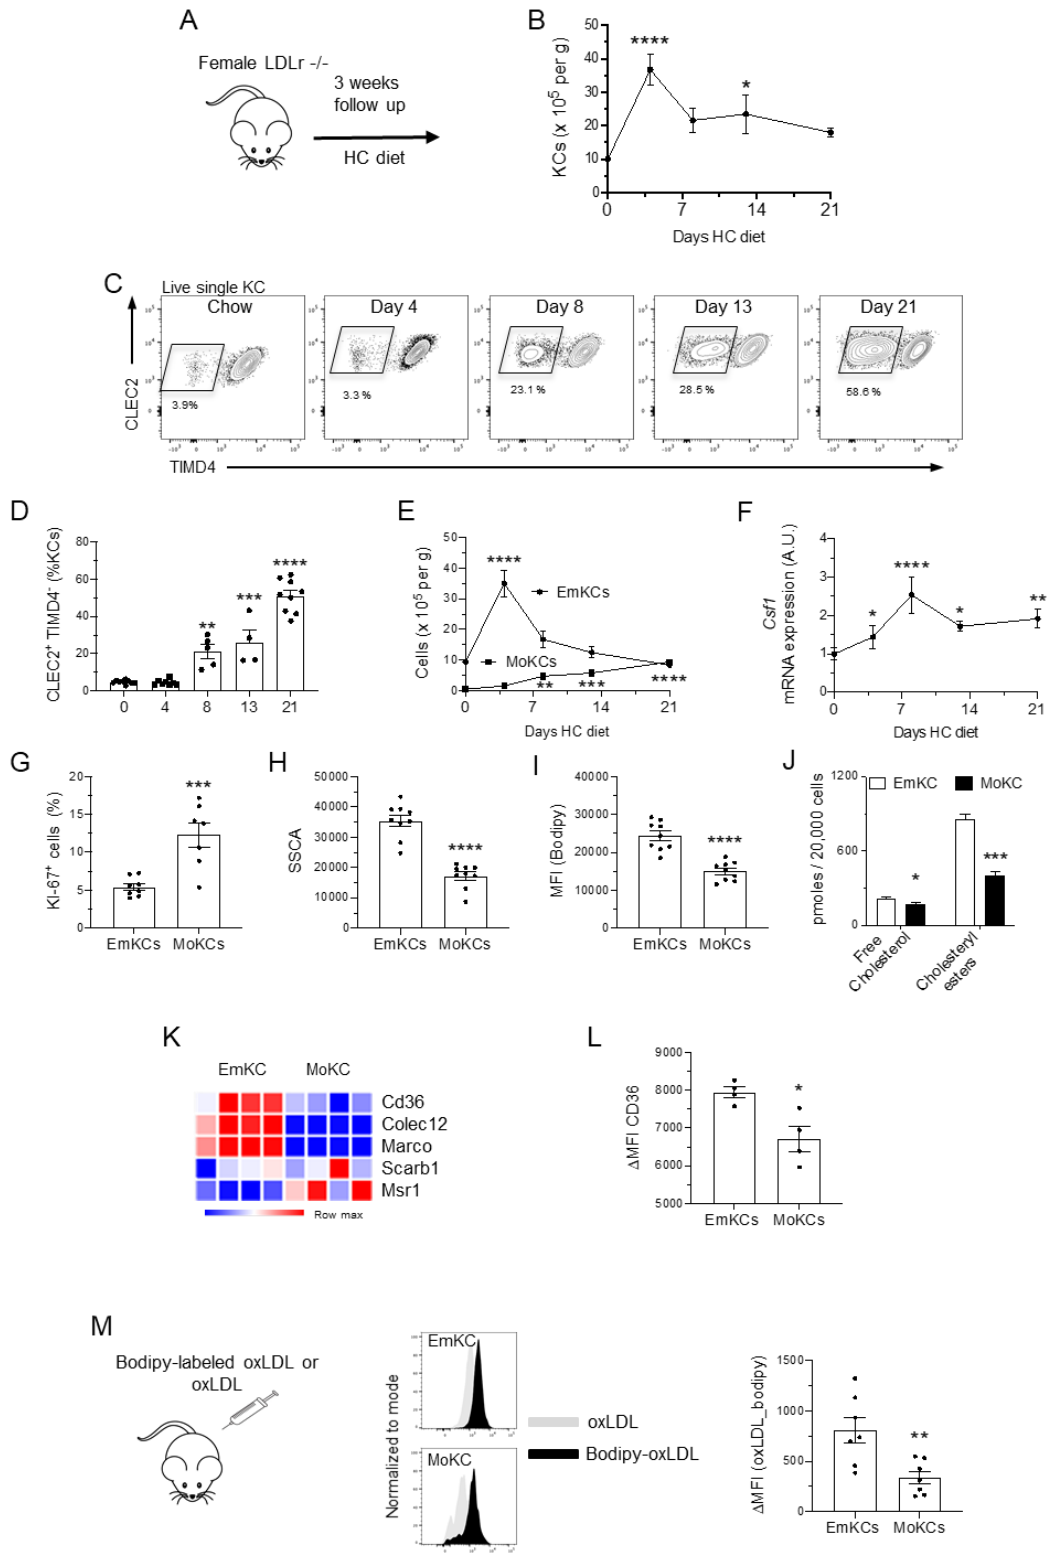 A
Female LDLr -/-
3 weeks
follow up
HC diet
B
KCs (x 10⁵ per g)
50
40
30
20
10
0
****
*
0 7 14 21
Days HC diet
C
Live single KC
Chow
Day 4
Day 8
Day 13
Day 21
3.9%
3.3 %
23.1 %
28.5 %
58.6 %
CLEC2
TIMD4
D
CLEC2⁺ TIMD4⁻ (%KCs)
80
60
40
20
0
**
***
****
0 4 8 13 21
E
Cells (x 10⁵ per g)
50
40
30
20
10
0
****
EmKCs
MoKCs
** *** ****
0 7 14 21
Days HC diet
F
Csf1
mRNA expression (A.U.)
4
3
2
1
0
*
****
*
**
0 7 14 21
Days HC diet
G
KI-67⁺ cells (%)
20
15
10
5
0
***
EmKCs MoKCs
H
SSCA
50000
40000
30000
20000
10000
0
****
EmKCs MoKCs
I
MFI (Bodipy)
40000
30000
20000
10000
0
****
EmKCs MoKCs
J
pmoles / 20,000 cells
1200
600
0
EmKC MoKC
*
***
Free
Cholesterol
Cholesteryl
esters
K
EmKC MoKC
Cd36
Colec12
Marco
Scarb1
Msr1
Row max
L
ΔMFI CD36
9000
8000
7000
6000
5000
*
EmKCs MoKCs
M
Bodipy-labeled oxLDL or
oxLDL
Normalized to mode
EmKC
MoKC
oxLDL
Bodipy-oxLDL
ΔMFI (oxLDL_bodipy)
1500
1000
500
0
**
EmKCs MoKCs